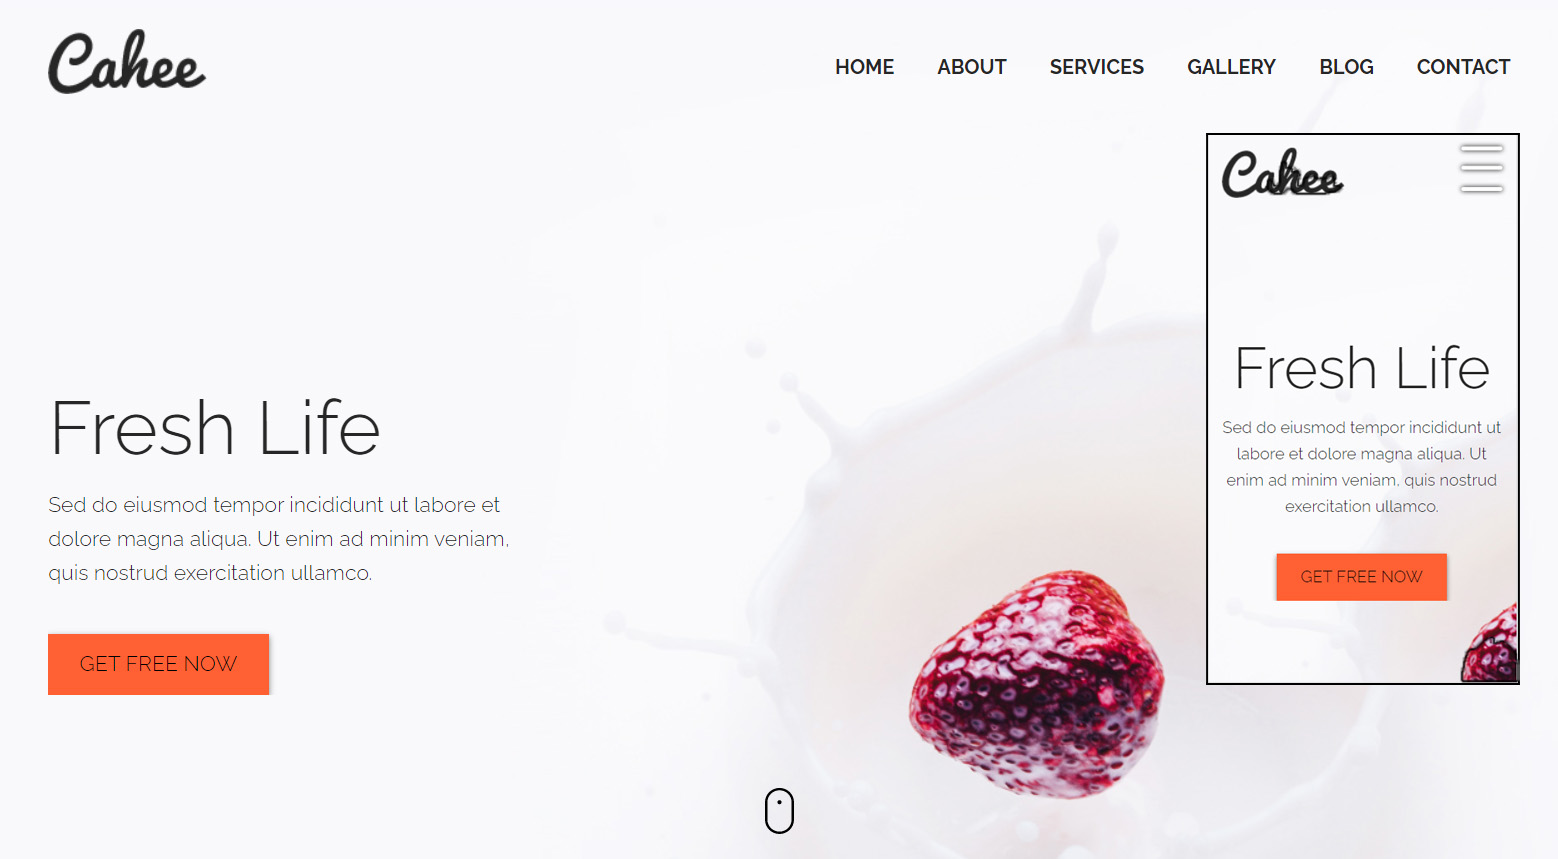 Cahee
HOME ABOUT SERVICES GALLERY BLOG CONTACT
Fresh Life
Sed do eiusmod tempor incididunt ut labore et
dolore magna aliqua. Ut enim ad minim veniam,
quis nostrud exercitation ullamco.
GET FREE NOW
Cahee
Fresh Life
Sed do eiusmod tempor incididunt ut
labore et dolore magna aliqua. Ut
enim ad minim veniam, quis nostrud
exercitation ullamco.
GET FREE NOW